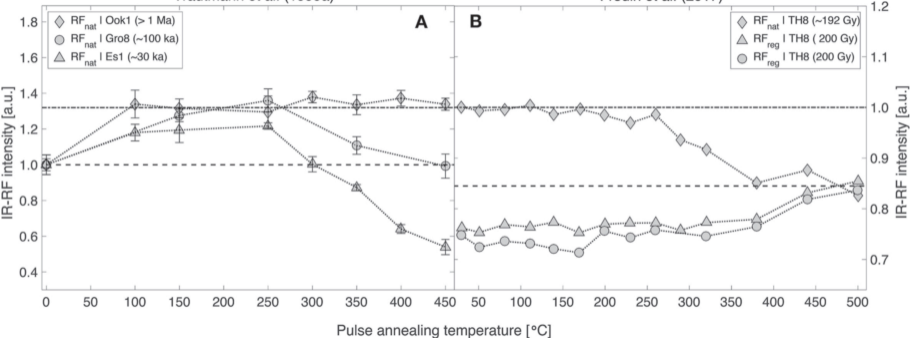 A
RFnat | Ook1 (> 1 Ma)
RFnat | Gro8 (~100 ka)
RFnat | Es1 (~30 ka)
IR-RF intensity [a.u.]
1.8
1.6
1.4
1.2
1.0
0.8
0.6
0.4
0 50 100 150 200 250 300 350 400 450
B
RFnat | TH8 (~192 Gy)
RFreg | TH8 ( 200 Gy)
RFreg | TH8 (200 Gy)
1.2
1.1
1.0
0.9
0.8
0.7
IR-RF intensity [a.u.]
50 100 150 200 250 300 350 400 450 500
Pulse annealing temperature [°C]